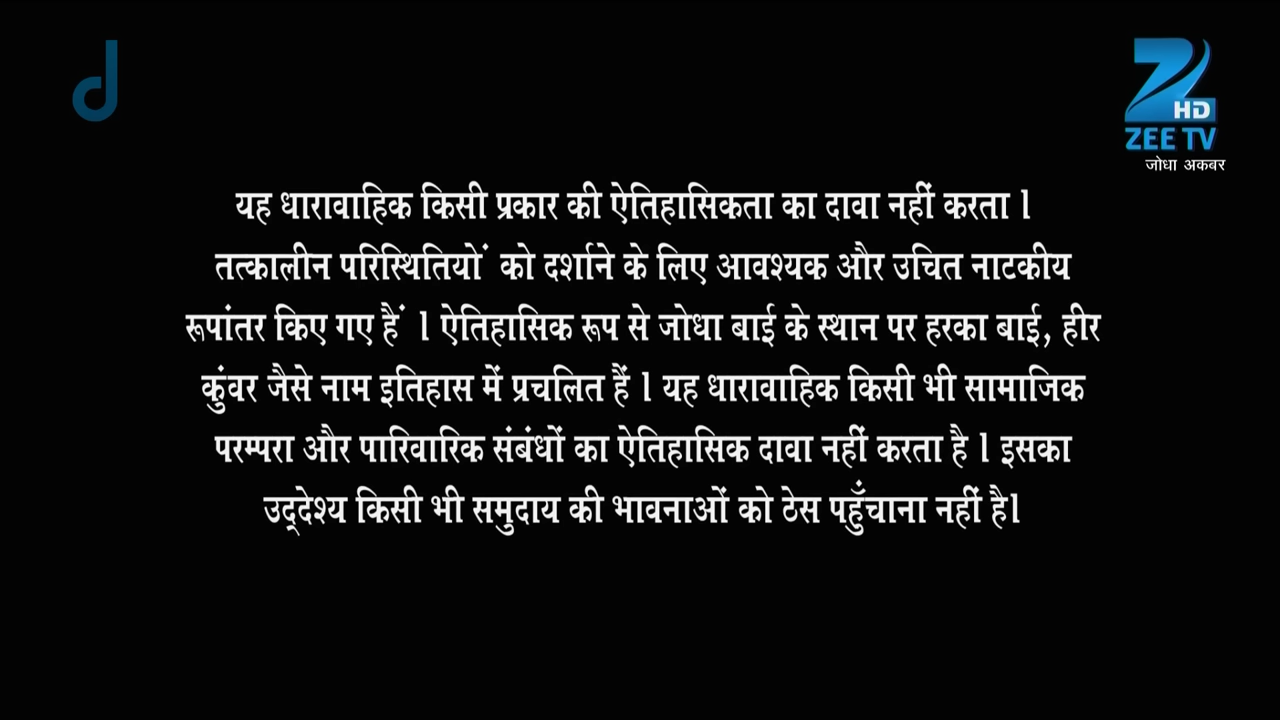 d
HD
ZEE TV
जोधा अकबर
यह धारावाहिक किसी प्रकार की ऐतिहासिकता का दावा नहीं करता ।
तत्कालीन परिस्थितियों को दर्शाने के लिए आवश्यक और उचित नाटकीय
रूपांतर किए गए हैं । ऐतिहासिक रूप से जोधा बाई के स्थान पर हरका बाई, हीर
कुंवर जैसे नाम इतिहास में प्रचलित हैं । यह धारावाहिक किसी भी सामाजिक
परम्परा और पारिवारिक संबंधों का ऐतिहासिक दावा नहीं करता है । इसका
उद्देश्य किसी भी समुदाय की भावनाओं को ठेस पहुँचाना नहीं है।